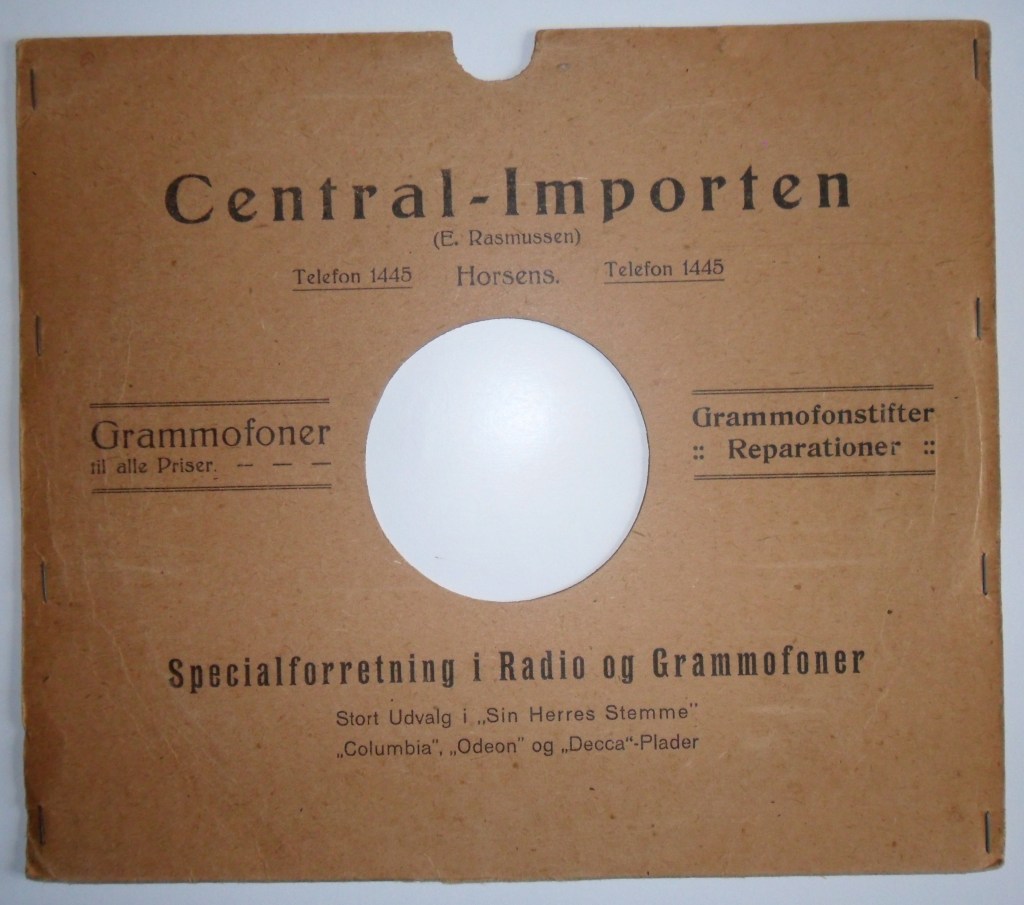 Central-Importen
(E. Rasmussen)
Telefon 1445 Horsens. Telefon 1445
Grammofoner
til alle Priser. — — —
Grammofonstifter
:: Reparationer ::
Specialforretning i Radio og Grammofoner
Stort Udvalg i „Sin Herres Stemme”
„Columbia”, „Odeon” og „Decca“-Plader